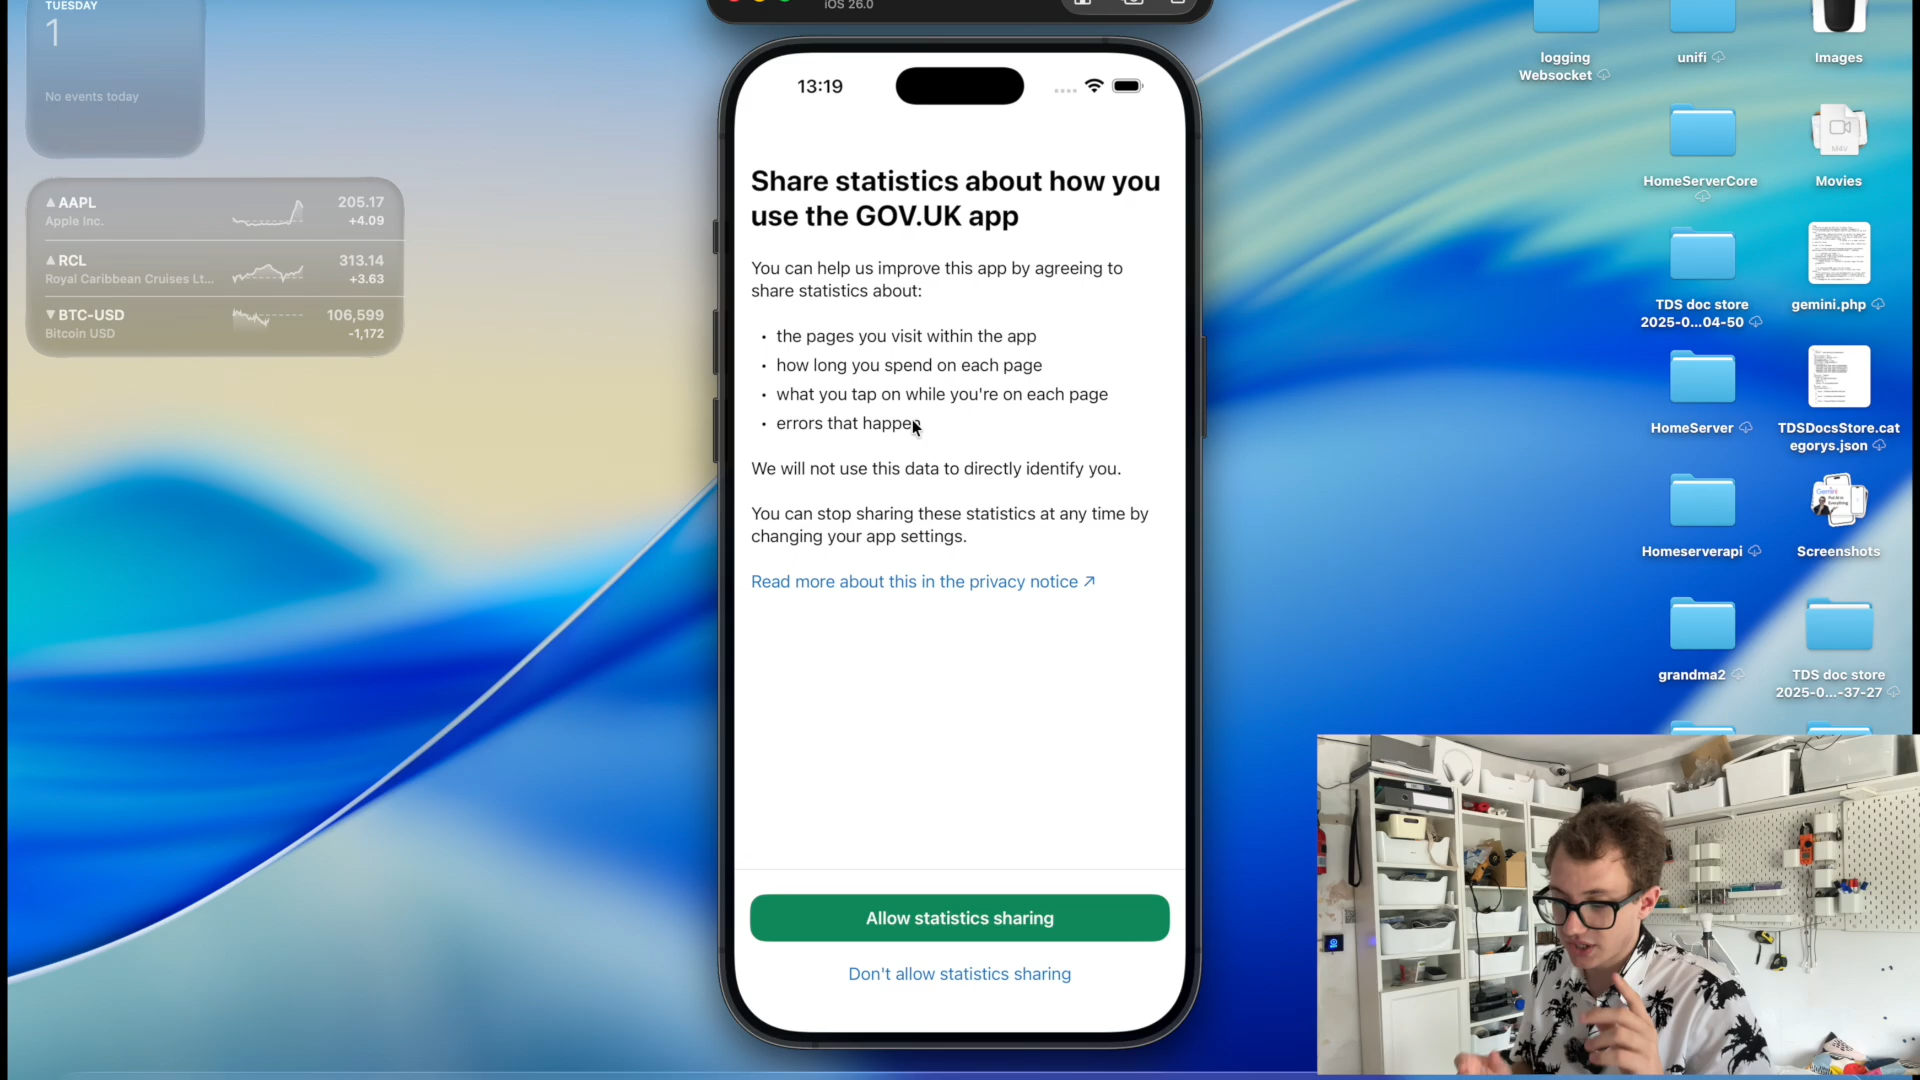 iOS 26.0
TUESDAY
1
No events today
AAPL
205.17
Apple Inc.
+4.09
RCL
313.14
Royal Caribbean Cruises Lt...
+3.63
BTC-USD
106,599
Bitcoin USD
-1,172
13:19
Share statistics about how you
use the GOV.UK app
You can help us improve this app by agreeing to
share statistics about:
• the pages you visit within the app
• how long you spend on each page
• what you tap on while you're on each page
• errors that happen
We will not use this data to directly identify you.
You can stop sharing these statistics at any time by
changing your app settings.
Read more about this in the privacy notice
Allow statistics sharing
Don't allow statistics sharing
logging
Websocket
unifi
Images
HomeServerCore
M4V
Movies
TDS doc store
2025-0...04-50
gemini.php
HomeServer
TDSDocsStore.cat
egorys.json
Homeserverapi
Gemini
Screenshots
grandma2
TDS doc store
2025-0...-37-27